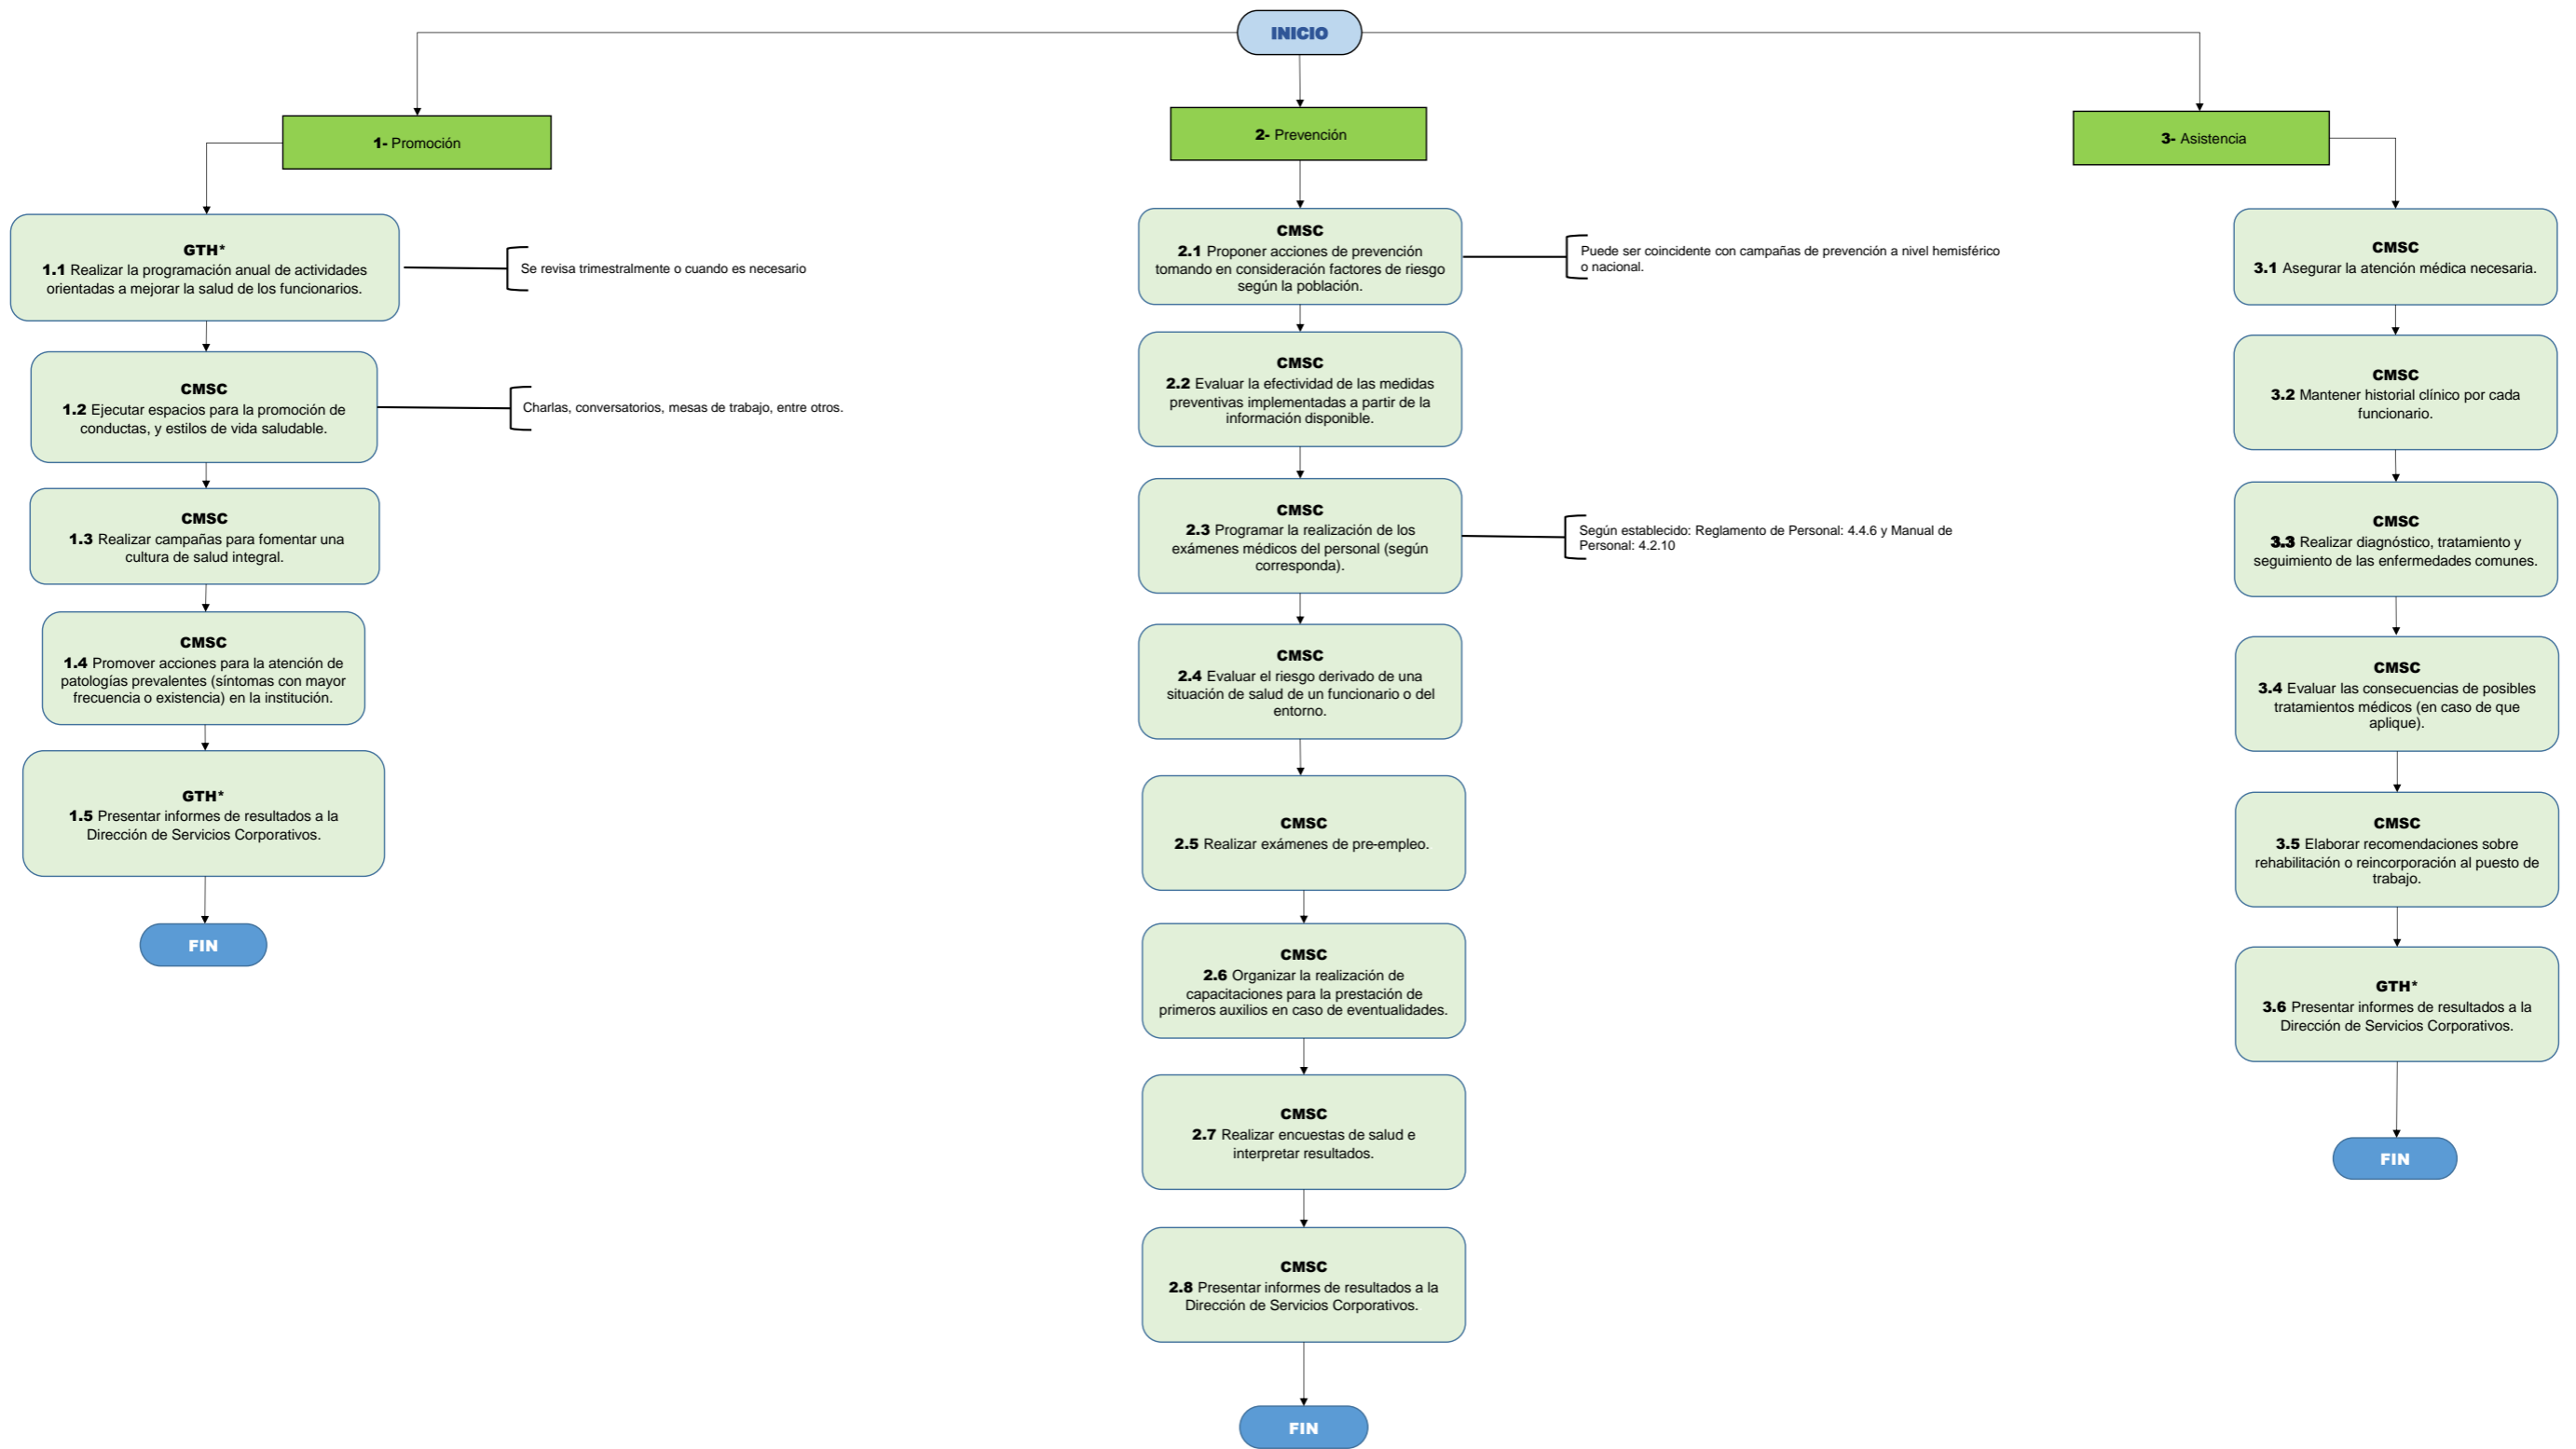 INICIO
1- Promoción
GTH*
1.1 Realizar la programación anual de actividades
orientadas a mejorar la salud de los funcionarios.
Se revisa trimestralmente o cuando es necesario
CMSC
1.2 Ejecutar espacios para la promoción de
conductas, y estilos de vida saludable.
Charlas, conversatorios, mesas de trabajo, entre otros.
CMSC
1.3 Realizar campañas para fomentar una
cultura de salud integral.
CMSC
1.4 Promover acciones para la atención de
patologías prevalentes (síntomas con mayor
frecuencia o existencia) en la institución.
GTH*
1.5 Presentar informes de resultados a la
Dirección de Servicios Corporativos.
FIN
2- Prevención
CMSC
2.1 Proponer acciones de prevención
tomando en consideración factores de riesgo
según la población.
Puede ser coincidente con campañas de prevención a nivel hemisférico
o nacional.
CMSC
2.2 Evaluar la efectividad de las medidas
preventivas implementadas a partir de la
información disponible.
CMSC
2.3 Programar la realización de los
exámenes médicos del personal (según
corresponda).
Según establecido: Reglamento de Personal: 4.4.6 y Manual de
Personal: 4.2.10
CMSC
2.4 Evaluar el riesgo derivado de una
situación de salud de un funcionario o del
entorno.
CMSC
2.5 Realizar exámenes de pre-empleo.
CMSC
2.6 Organizar la realización de
capacitaciones para la prestación de
primeros auxilios en caso de eventualidades.
CMSC
2.7 Realizar encuestas de salud e
interpretar resultados.
CMSC
2.8 Presentar informes de resultados a la
Dirección de Servicios Corporativos.
FIN
3- Asistencia
CMSC
3.1 Asegurar la atención médica necesaria.
CMSC
3.2 Mantener historial clínico por cada
funcionario.
CMSC
3.3 Realizar diagnóstico, tratamiento y
seguimiento de las enfermedades comunes.
CMSC
3.4 Evaluar las consecuencias de posibles
tratamientos médicos (en caso de que
aplique).
CMSC
3.5 Elaborar recomendaciones sobre
rehabilitación o reincorporación al puesto de
trabajo.
GTH*
3.6 Presentar informes de resultados a la
Dirección de Servicios Corporativos.
FIN